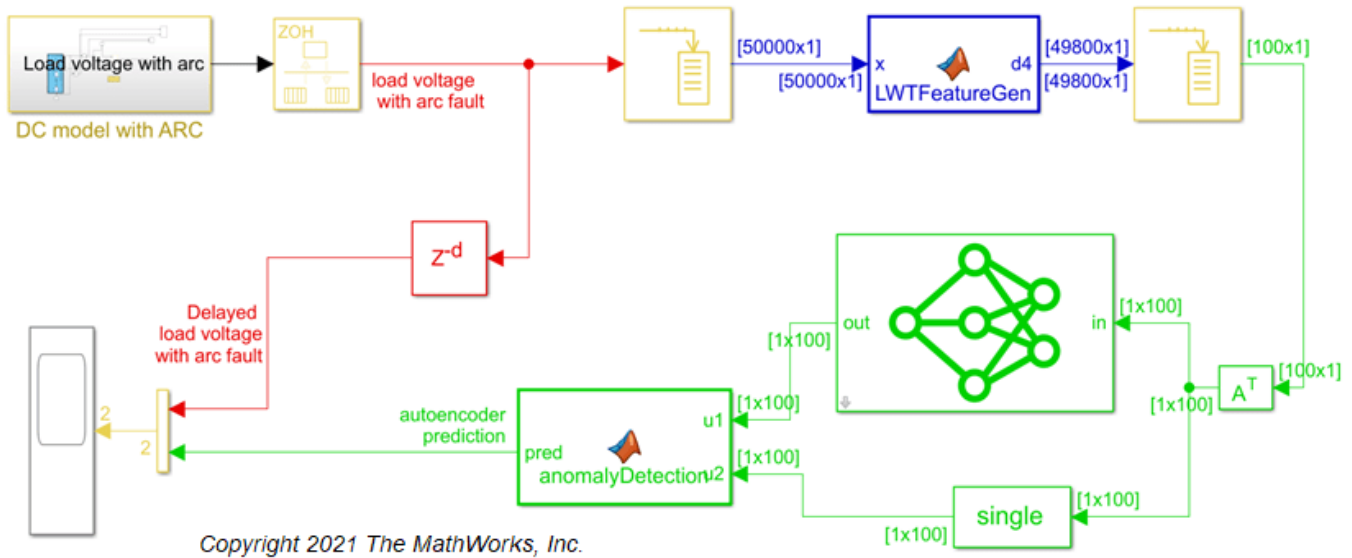 Load voltage with arc
DC model with ARC
ZOH
load voltage
with arc fault
[50000x1]
[50000x1]
x
d4
LWTFeatureGen
[49800x1]
[49800x1]
[100x1]
Z-d
Delayed
load voltage
with arc fault
out
in
[1x100]
[1x100]
[1x100]
[100x1]
AT
[1x100]
2
2
autoencoder
prediction
pred
anomalyDetection
u1
u2
[1x100]
[1x100]
single
[1x100]
Copyright 2021 The MathWorks, Inc.